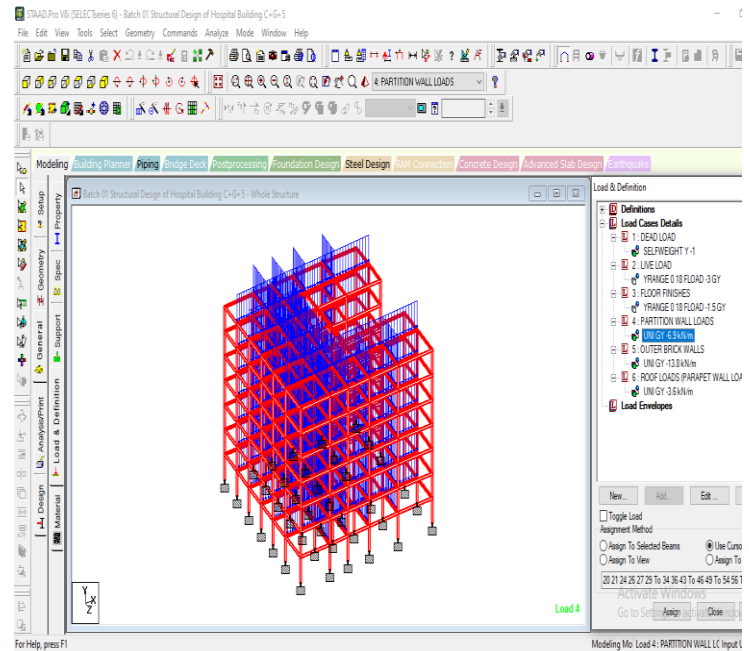 STAAD.Pro V8i (SELECTseries 6) - Batch 01 Structural Design of Hospital Building C+G+5
File Edit View Tools Select Geometry Commands Analyze Mode Window Help
4: PARTITION WALL LOADS
Modeling Building Planner Piping Bridge Deck Postprocessing Foundation Design Steel Design RAM Connection Concrete Design Advanced Slab Design Earthquake
Setup
Geometry
General
Analysis/Print
Design
Property
Spec
Support
Load & Definition
Material
Batch 01 Structural Design of Hospital Building C+G+5 - Whole Structure
Y
X
Z
Load 4
Load & Definition
Definitions
Load Cases Details
1 : DEAD LOAD
SELFWEIGHT Y -1
2 : LIVE LOAD
YRANGE 0 18 FLOAD -3 GY
3 : FLOOR FINISHES
YRANGE 0 18 FLOAD -1.5 GY
4 : PARTITION WALL LOADS
UNI GY -6.9 kN/m
5 : OUTER BRICK WALLS
UNI GY -13.8 kN/m
6 : ROOF LOADS (PARAPET WALL LOA
UNI GY -3.6 kN/m
Load Envelopes
New... Add... Edit ...
Toggle Load
Assignment Method
Assign To Selected Beams Use Curso
Assign To View Assign To
20 21 24 26 27 29 To 34 36 43 To 46 49 To 54 56 T
Activate Windows
Assign Close
For Help, press F1
Modeling Mo Load 4 : PARTITION WALL LC Input U